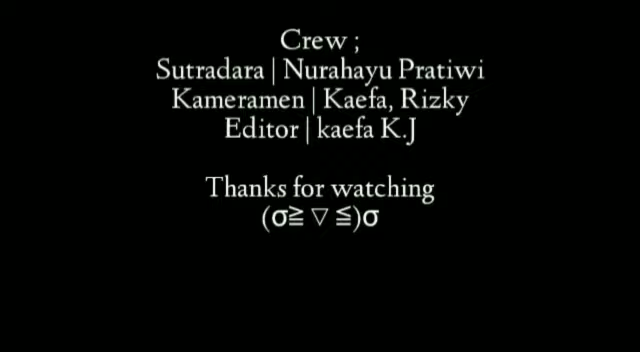 Crew ;
Sutradara | Nurahayu Pratiwi
Kameramen | Kaefa, Rizky
Editor | kaefa K.J
Thanks for watching
(σ≧ ▽ ≦)σ